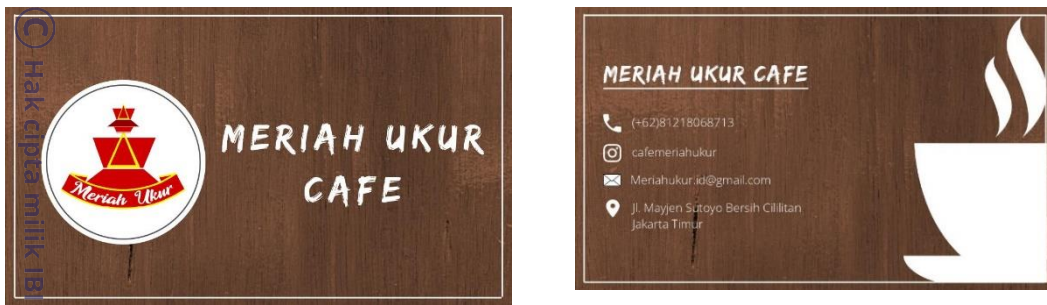 © Hak cipta milik IBI
Meriah Ukur
MERIAH UKUR
CAFE
MERIAH UKUR CAFE
(+62)81218068713
cafemeriahukur
Meriahukur.id@gmail.com
Jl. Mayjen Sutoyo Bersih Cililitan
Jakarta Timur